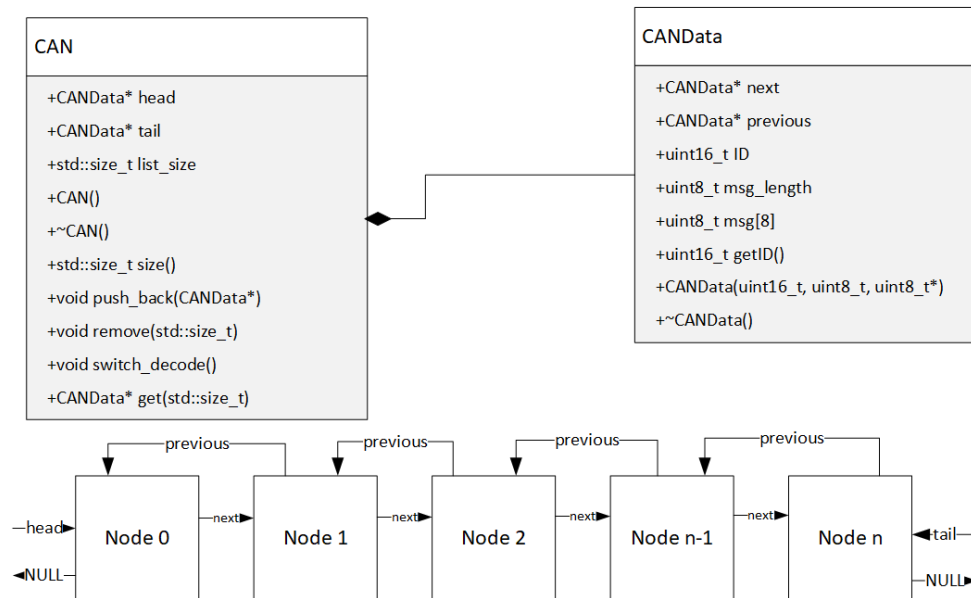 CAN
+CANData* head
+CANData* tail
+std::size_t list_size
+CAN()
+~CAN()
+std::size_t size()
+void push_back(CANData*)
+void remove(std::size_t)
+void switch_decode()
+CANData* get(std::size_t)
CANData
+CANData* next
+CANData* previous
+uint16_t ID
+uint8_t msg_length
+uint8_t msg[8]
+uint16_t getID()
+CANData(uint16_t, uint8_t, uint8_t*)
+~CANData()
previous
previous
previous
previous
head
Node 0
next
Node 1
next
Node 2
next
Node n-1
next
Node n
tail
NULL
NULL